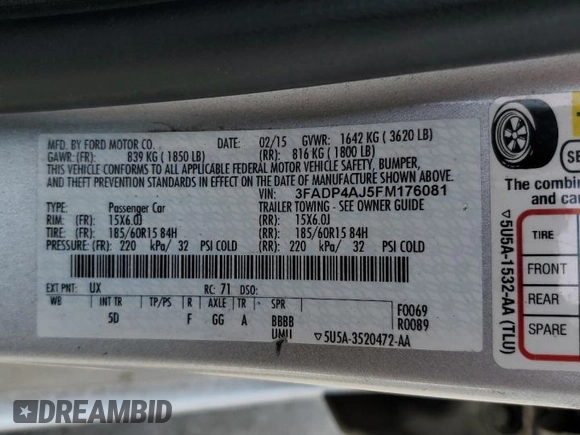 MFD. BY FORD MOTOR CO.
DATE: 02/15 GVWR: 1642 KG ( 3620 LB)
GAWR: (FR): 839 KG ( 1850 LB) (RR): 816 KG ( 1800 LB)
THIS VEHICLE CONFORMS TO ALL APPLICABLE FEDERAL MOTOR VEHICLE SAFETY, BUMPER,
AND THEFT PREVENTION STANDARDS IN EFFECT ON THE DATE OF MANUFACTURE SHOWN ABOVE.
VIN: 3FADP4AJ5FM176081
TYPE: Passenger Car TRAILER TOWING - SEE OWNER GUIDE
RIM: (FR): 15X6.0J (RR): 15X6.0J
TIRE: (FR): 185/60R15 84H (RR): 185/60R15 84H
PRESSURE: (FR): 220 kPa/ 32 PSI COLD (RR): 220 kPa/ 32 PSI COLD
EXT PNT: UX RC: 71 DSO:
WB INT TR TP/PS R AXLE TR SPR
F0069
5D F GG A BBBB
R0089
UMU
▿5U5A-3520472-AA
▿5U5A-1532-AA (TLU)
SE
The combine
and car
TIRE
FRONT
REAR
SPARE
DREAMBID